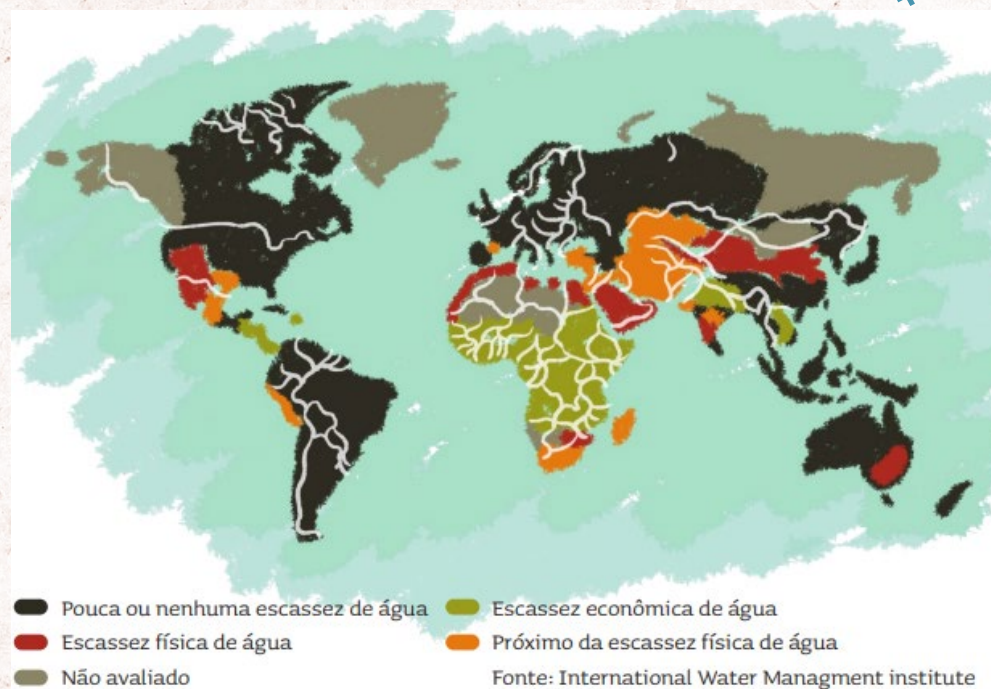 Pouca ou nenhuma escassez de água
Escassez econômica de água
Escassez física de água
Próximo da escassez física de água
Não avaliado
Fonte: International Water Managment institute